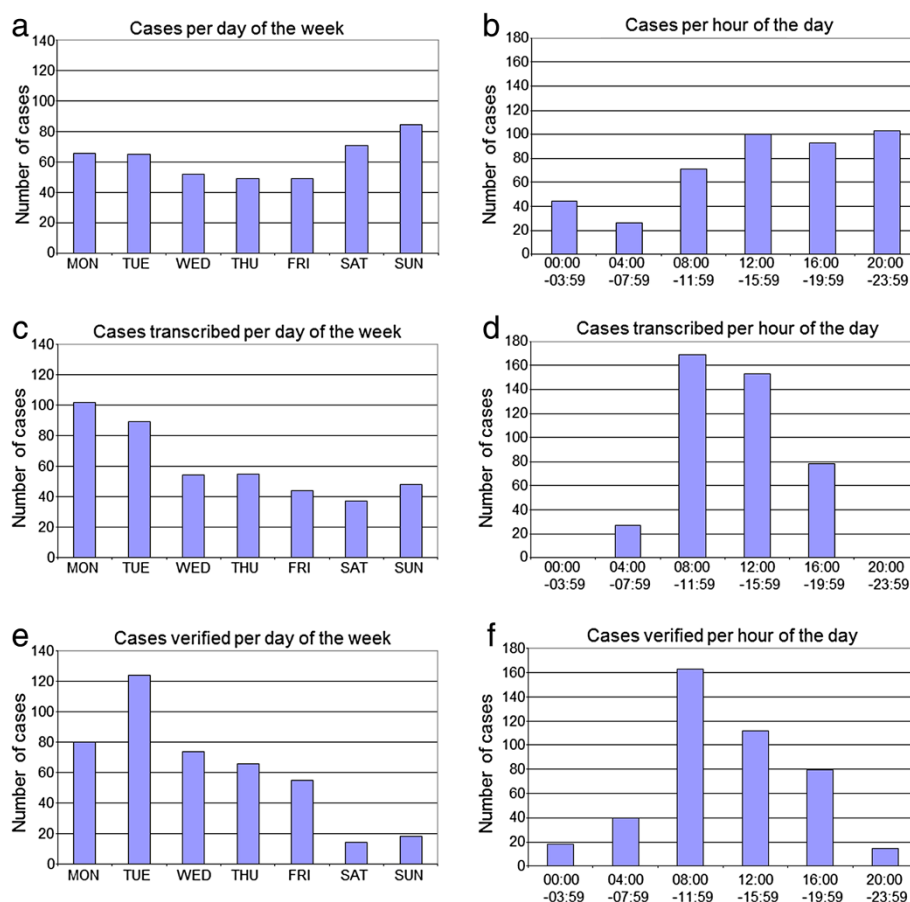 a
Cases per day of the week
Number of cases
140
120
100
80
60
40
20
0
MON TUE WED THU FRI SAT SUN
b
Cases per hour of the day
Number of cases
180
160
140
120
100
80
60
40
20
0
00:00 04:00 08:00 12:00 16:00 20:00
-03:59 -07:59 -11:59 -15:59 -19:59 -23:59
c
Cases transcribed per day of the week
Number of cases
140
120
100
80
60
40
20
0
MON TUE WED THU FRI SAT SUN
d
Cases transcribed per hour of the day
Number of cases
180
160
140
120
100
80
60
40
20
0
00:00 04:00 08:00 12:00 16:00 20:00
-03:59 -07:59 -11:59 -15:59 -19:59 -23:59
e
Cases verified per day of the week
Number of cases
140
120
100
80
60
40
20
0
MON TUE WED THU FRI SAT SUN
f
Cases verified per hour of the day
Number of cases
180
160
140
120
100
80
60
40
20
0
00:00 04:00 08:00 12:00 16:00 20:00
-03:59 -07:59 -11:59 -15:59 -19:59 -23:59